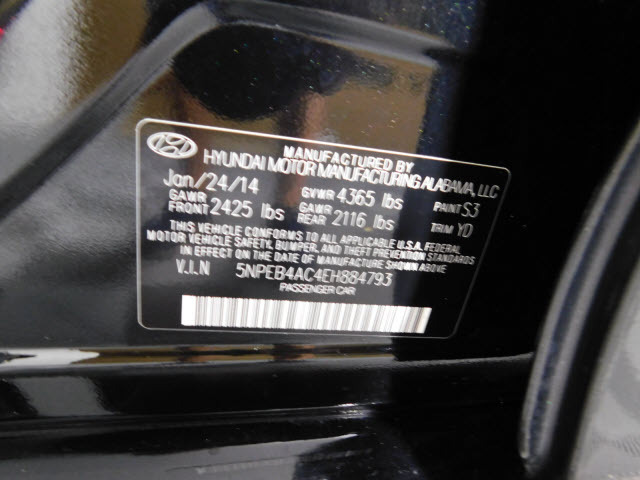 MANUFACTURED BY
HYUNDAI MOTOR MANUFACTURING ALABAMA, LLC
Jan/24/14 GVWR 4365 lbs PAINT S3
GAWR FRONT 2425 lbs GAWR REAR 2116 lbs TRIM YD
THIS VEHICLE CONFORMS TO ALL APPLICABLE U.S.A. FEDERAL
MOTOR VEHICLE SAFETY, BUMPER, AND THEFT PREVENTION STANDARDS
IN EFFECT ON THE DATE OF MANUFACTURE SHOWN ABOVE
V.I.N 5NPEB4AC4EH884793
PASSENGER CAR